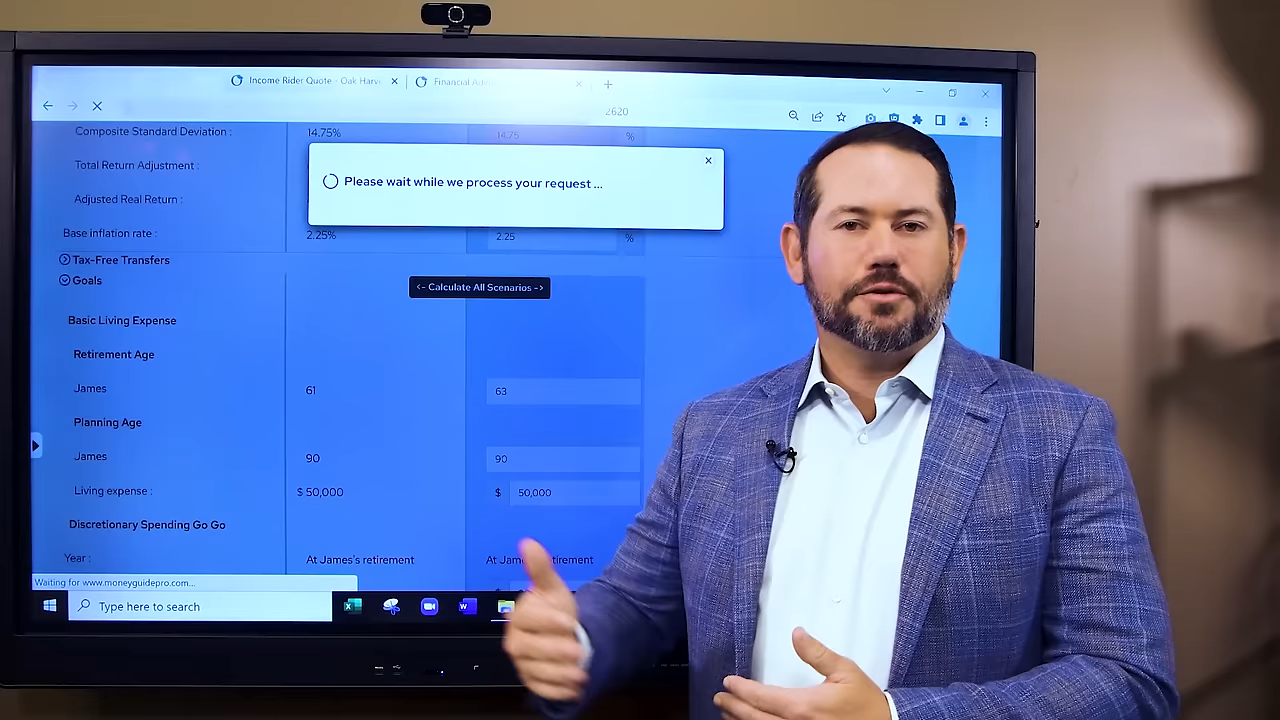 Income Rider Quote - Oak Harv
Financial Advi
2620
Composite Standard Deviation : 14.75% 14.75 %
Please wait while we process your request ...
Total Return Adjustment :
Adjusted Real Return :
Base inflation rate : 2.25% 2.25 %
Tax-Free Transfers
Goals
<- Calculate All Scenarios ->
Basic Living Expense
Retirement Age
James 61 63
Planning Age
James 90 90
Living expense : $ 50,000 $ 50,000
Discretionary Spending Go Go
Year : At James's retirement At James retirement
Waiting for www.moneyguidepro.com...
Type here to search